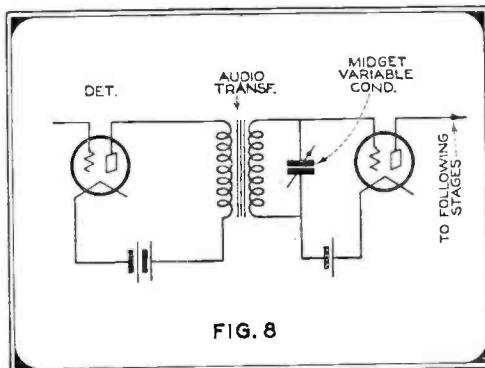 DET.
AUDIO
TRANSF.
MIDGET
VARIABLE
COND.
TO FOLLOWING
STAGES
FIG. 8